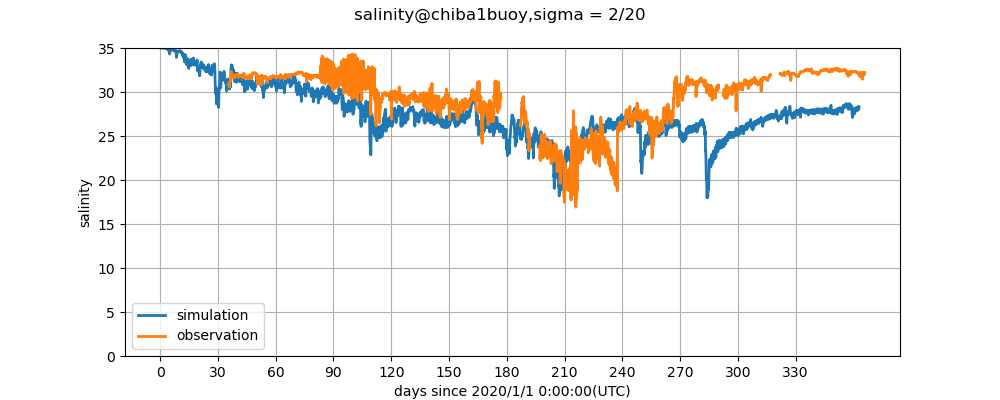 salinity@chiba1buoy,sigma = 2/20
35
30
25
20
15
10
5
0
salinity
simulation
observation
0 30 60 90 120 150 180 210 240 270 300 330
days since 2020/1/1 0:00:00(UTC)